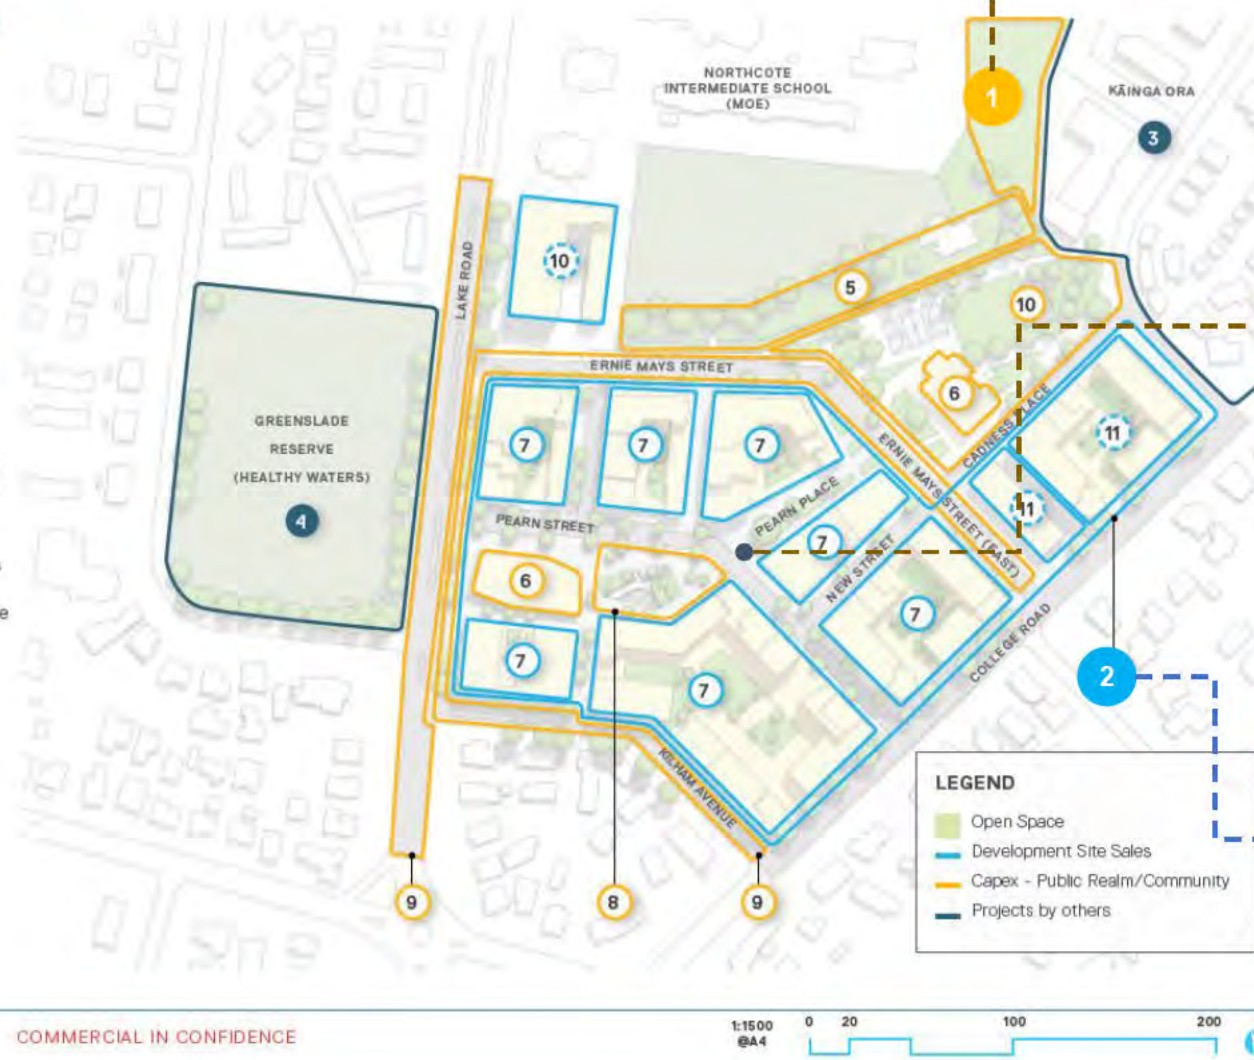 NORTHCOTE
INTERMEDIATE SCHOOL
(MOE)
1
KĀINGA ORA
3
LAKE ROAD
10
5
10
ERNIE MAYS STREET
6
CADNESS PLACE
GREENSLADE
RESERVE
(HEALTHY WATERS)
4
7
7
7
11
11
ERNIE MAYS STREET (EAST)
PEARN PLACE
PEARN STREET
7
NEW STREET
6
7
7
7
COLLEGE ROAD
2
KILHAM AVENUE
9
8
9
LEGEND
Open Space
Development Site Sales
Capex - Public Realm/Community
Projects by others
e
COMMERCIAL IN CONFIDENCE
1:1500
@A4
0 20 100 200